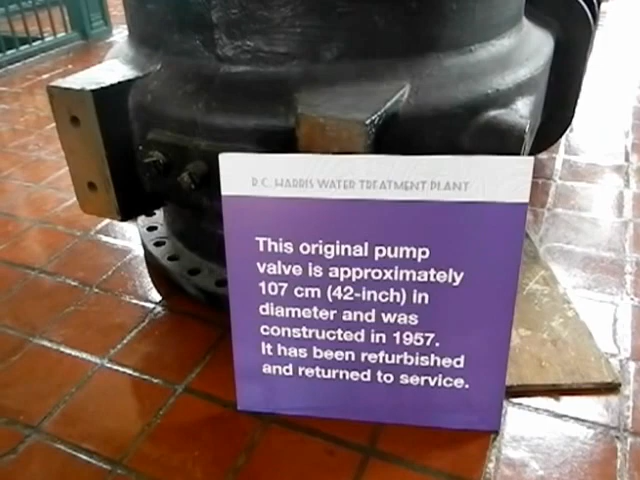 R.C. HARRIS WATER TREATMENT PLANT
This original pump
valve is approximately
107 cm (42-inch) in
diameter and was
constructed in 1957.
It has been refurbished
and returned to service.